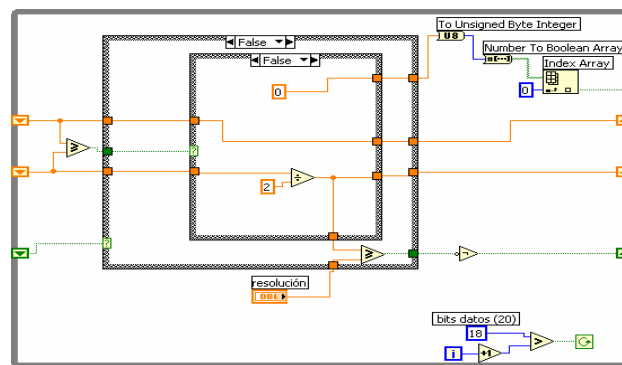 False
To Unsigned Byte Integer
U8
False
Number To Boolean Array
Index Array
0
0
?
2
?
resolución
DBL
bits datos (20)
18
i
+1